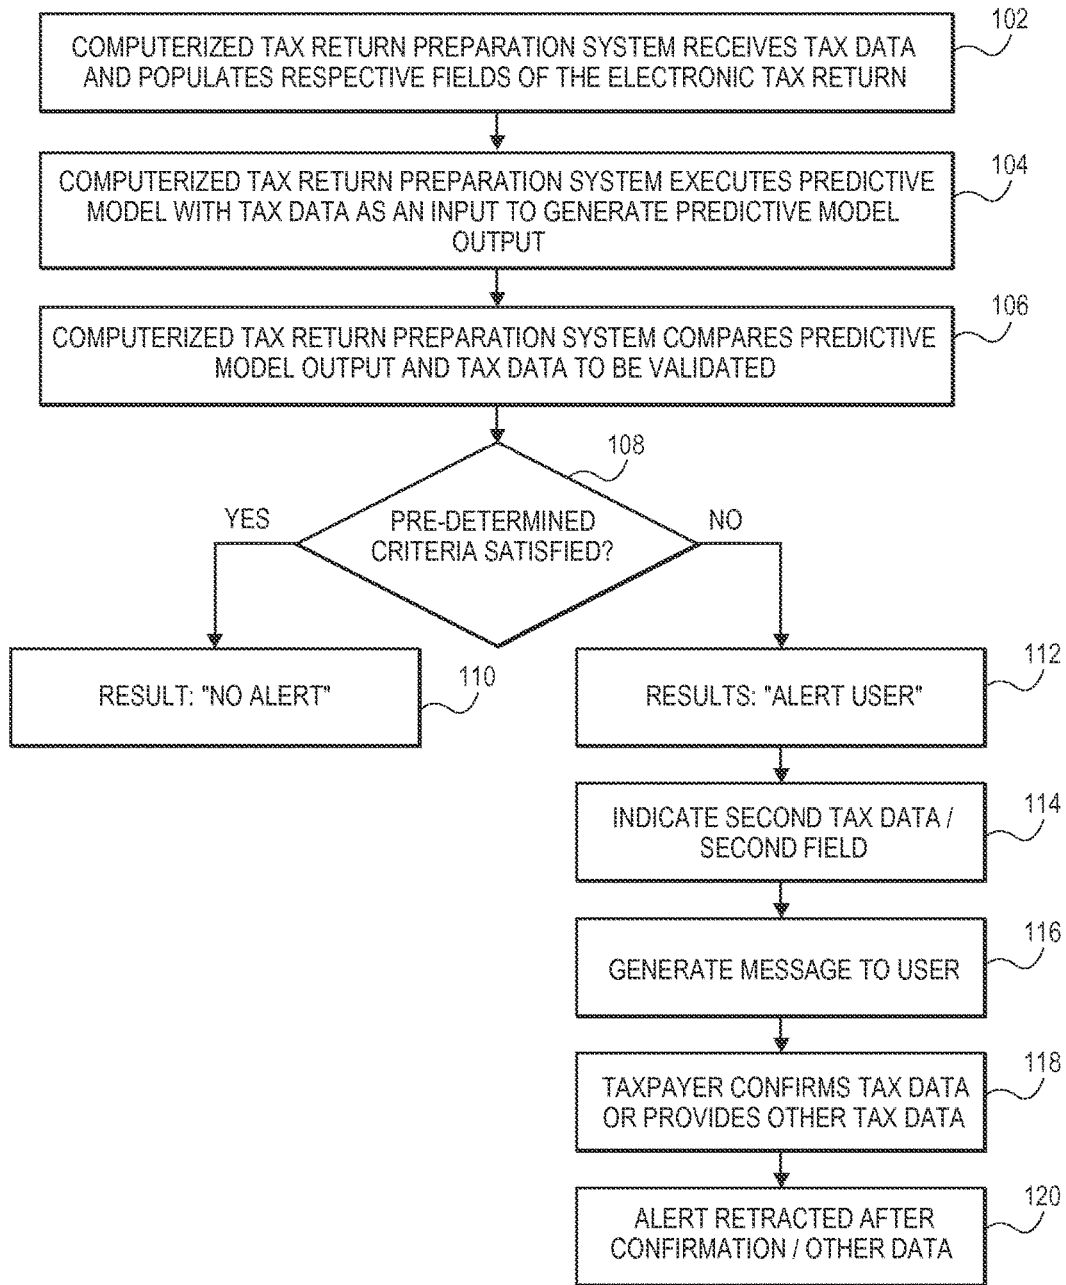 102
COMPUTERIZED TAX RETURN PREPARATION SYSTEM RECEIVES TAX DATA
AND POPULATES RESPECTIVE FIELDS OF THE ELECTRONIC TAX RETURN
104
COMPUTERIZED TAX RETURN PREPARATION SYSTEM EXECUTES PREDICTIVE
MODEL WITH TAX DATA AS AN INPUT TO GENERATE PREDICTIVE MODEL
OUTPUT
106
COMPUTERIZED TAX RETURN PREPARATION SYSTEM COMPARES PREDICTIVE
MODEL OUTPUT AND TAX DATA TO BE VALIDATED
108
YES
PRE-DETERMINED
CRITERIA SATISFIED?
NO
110
RESULT: "NO ALERT"
112
RESULTS: "ALERT USER"
114
INDICATE SECOND TAX DATA /
SECOND FIELD
116
GENERATE MESSAGE TO USER
118
TAXPAYER CONFIRMS TAX DATA
OR PROVIDES OTHER TAX DATA
120
ALERT RETRACTED AFTER
CONFIRMATION / OTHER DATA